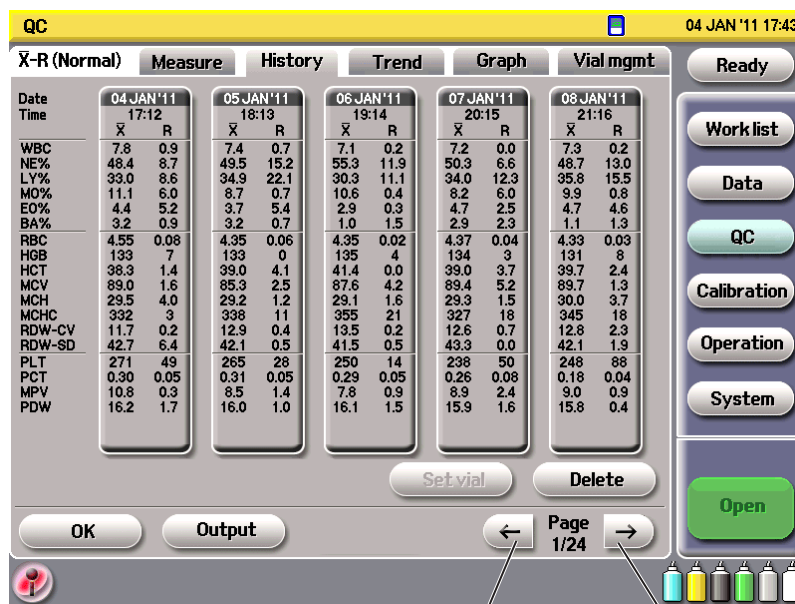 QC 04 JAN '11 17:43
X̅-R (Normal) Measure History Trend Graph Vial mgmt Ready
Date 04 JAN '11 05 JAN '11 06 JAN '11 07 JAN '11 08 JAN '11
Time 17:12 18:13 19:14 20:15 21:16
X̅ R X̅ R X̅ R X̅ R X̅ R
WBC 7.8 0.9 7.4 0.7 7.1 0.2 7.2 0.0 7.3 0.2
NE% 48.4 8.7 49.5 15.2 55.3 11.9 50.3 6.6 48.7 13.0
LY% 33.0 8.6 34.9 22.1 30.3 11.1 34.0 12.3 35.8 15.5
MO% 11.1 6.0 8.7 0.7 10.6 0.4 8.2 6.0 9.9 0.8
EO% 4.4 5.2 3.7 5.4 2.9 0.3 4.7 2.5 4.7 4.6
BA% 3.2 0.9 3.2 0.7 1.0 1.5 2.9 2.3 1.1 1.3
RBC 4.55 0.08 4.35 0.06 4.35 0.02 4.37 0.04 4.33 0.03
HGB 133 7 133 0 135 4 134 3 131 8
HCT 38.3 1.4 39.0 4.1 41.4 0.0 39.0 3.7 39.7 2.4
MCV 89.0 1.6 85.3 2.5 87.6 4.2 89.4 5.2 89.7 1.3
MCH 29.5 4.0 29.2 1.2 29.1 1.6 29.3 1.5 30.0 3.7
MCHC 332 3 338 11 355 21 327 18 345 18
RDW-CV 11.7 0.2 12.9 0.4 13.5 0.2 12.6 0.7 12.8 2.3
RDW-SD 42.7 6.4 42.1 0.5 41.5 0.5 43.3 0.0 42.1 1.9
PLT 271 49 265 28 250 14 238 50 248 88
PCT 0.30 0.05 0.31 0.05 0.29 0.05 0.26 0.08 0.18 0.04
MPV 10.8 0.3 8.5 1.4 7.8 0.9 8.9 2.4 9.0 0.9
PDW 16.2 1.7 16.0 1.0 16.1 1.5 15.9 1.6 15.8 0.4
Set vial Delete
OK Output ← Page →
1/24
Work list
Data
QC
Calibration
Operation
System
Open